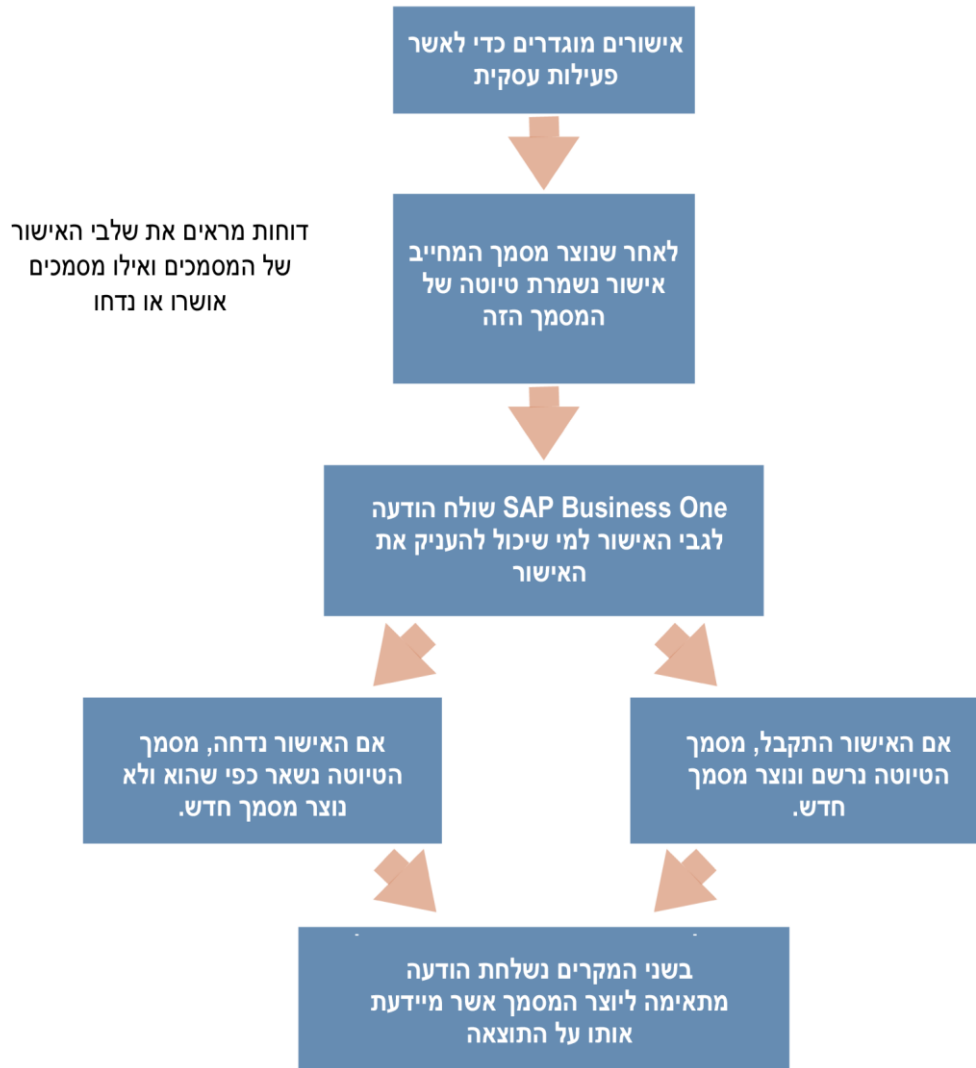 אישורים מוגדרים כדי לאשר
פעילות עסקית
לאחר שנוצר מסמך המחייב
אישור נשמרת טיוטה של
המסמך הזה
דוחות מראים את שלבי האישור
של המסמכים ואילו מסמכים
אושרו או נדחו
SAP Business One שולח הודעה
לגבי האישור למי שיכול להעניק את
האישור
אם האישור התקבל, מסמך
הטיוטה נרשם ונוצר מסמך
חדש.
אם האישור נדחה, מסמך
הטיוטה נשאר כפי שהוא ולא
נוצר מסמך חדש.
בשני המקרים נשלחת הודעה
מתאימה ליוצר המסמך אשר מיידעת
אותו על התוצאה